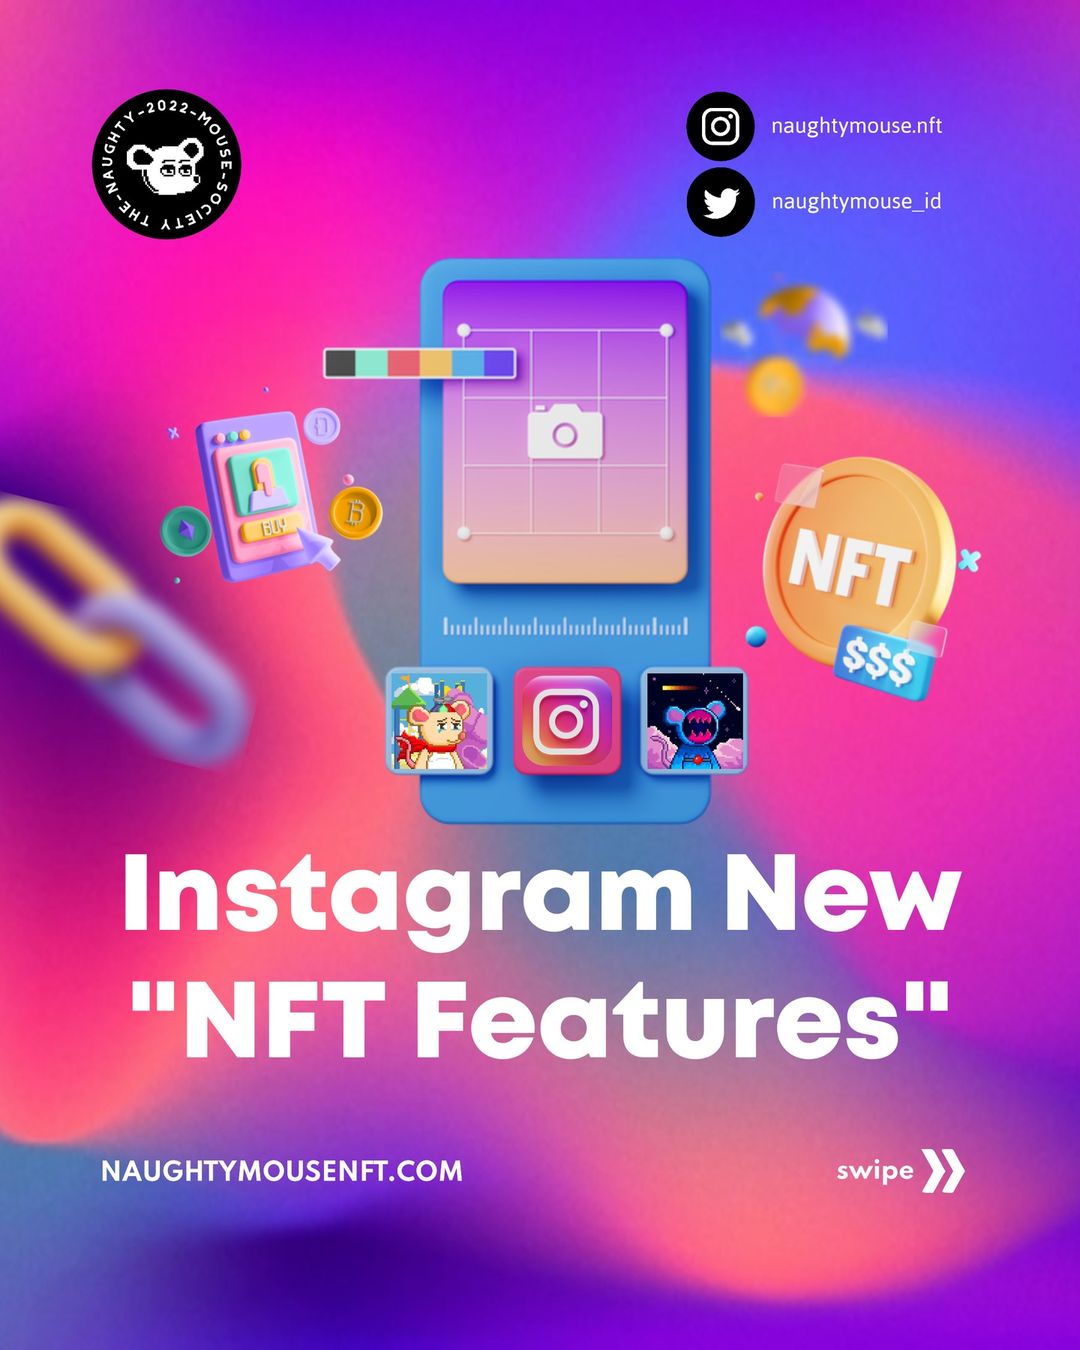 THE-NAUGHTY-2022-MOUSE-SOCIETY
naughtymouse.nft
naughtymouse_id
BUY
NFT
$$$
Instagram New
"NFT Features"
NAUGHTYMOUSENFT.COM
swipe